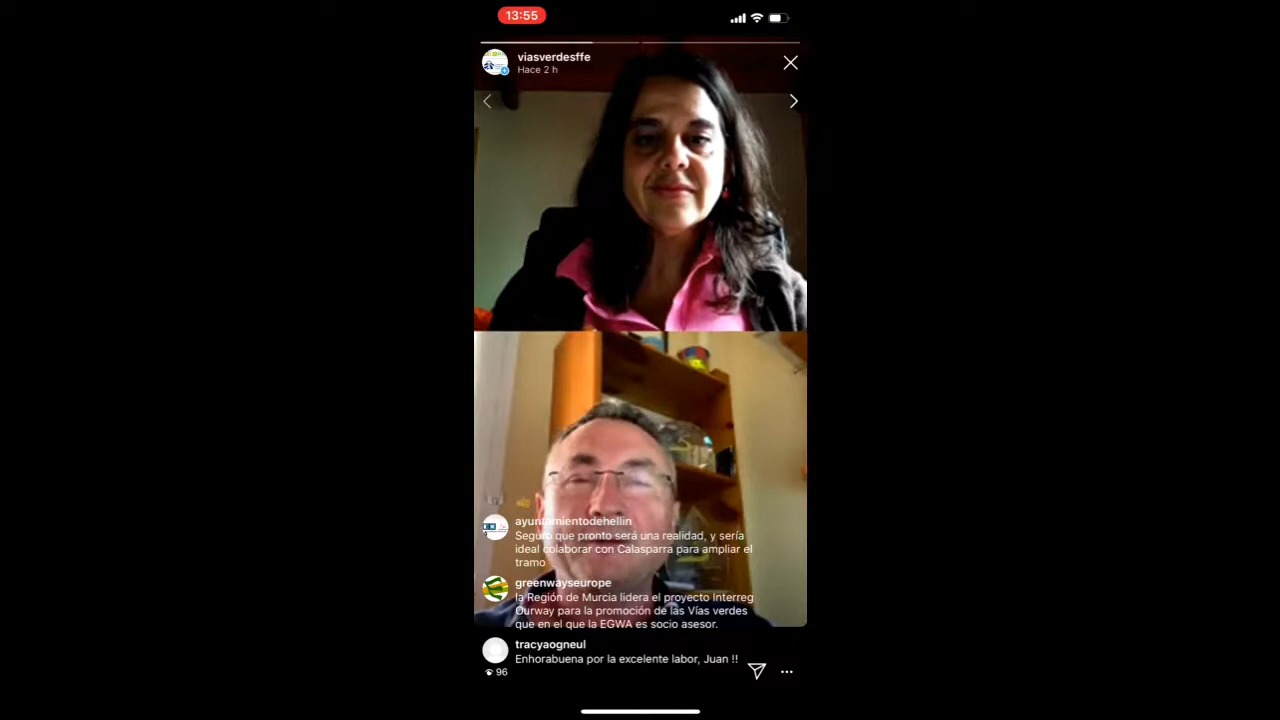 13:55
viasverdesffe
Hace 2 h
ayuntamientodehellin
Seguro que pronto será una realidad, y sería
ideal colaborar con Calasparra para ampliar el
tramo
greenwayseurope
la Región de Murcia lidera el proyecto Interreg
Ourway para la promoción de las Vías verdes
que en el que la EGWA es socio asesor.
tracyaogneul
Enhorabuena por la excelente labor, Juan !!
96